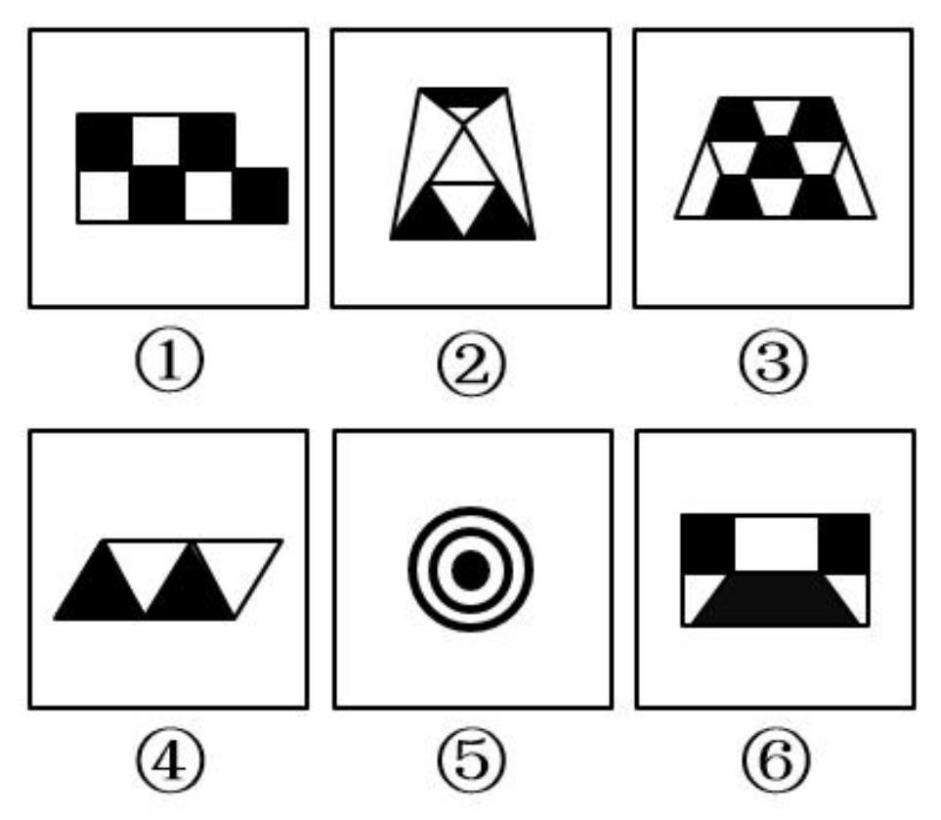 ① ② ③
④ ⑤ ⑥